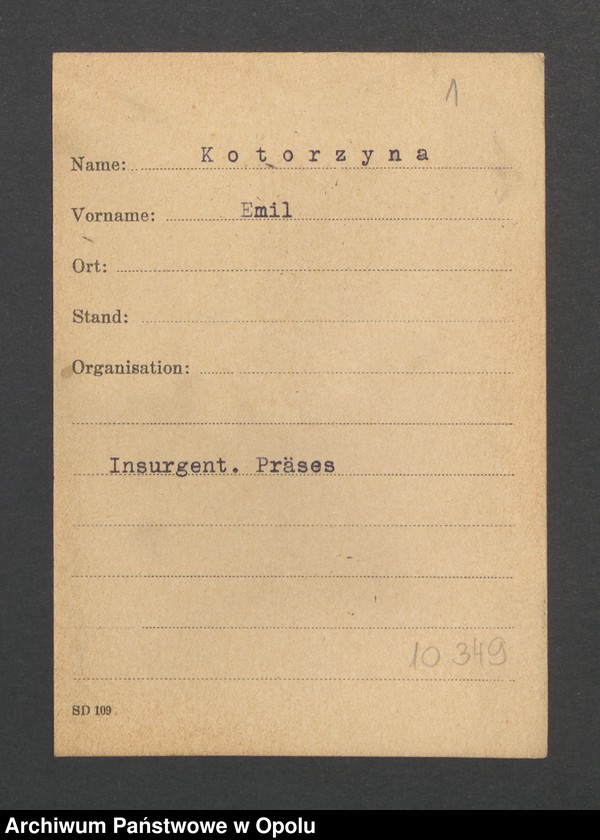 1
Name: K o t o r z y n a
Vorname: Emil
Ort:
Stand:
Organisation:
Insurgent. Präses
10 349
SD 109
Archiwum Państwowe w Opolu